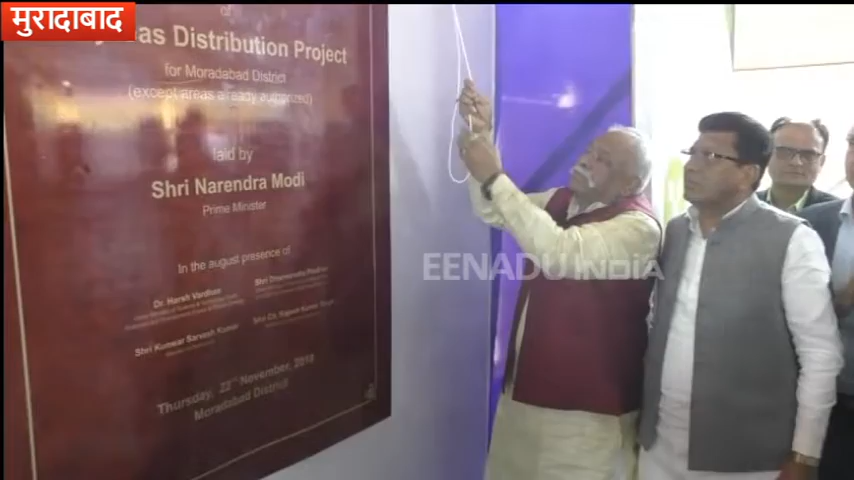 मुरादाबाद
of
Gas Distribution Project
for Moradabad District
(except areas already authorized)
laid by
Shri Narendra Modi
Prime Minister
In the august presence of
Dr. Harsh Vardhan
Shri Dharmendra Pradhan
Shri Kunwar Sarvesh Kumar
Thursday, 22nd November, 2018
Moradabad District
EENADU INDIA